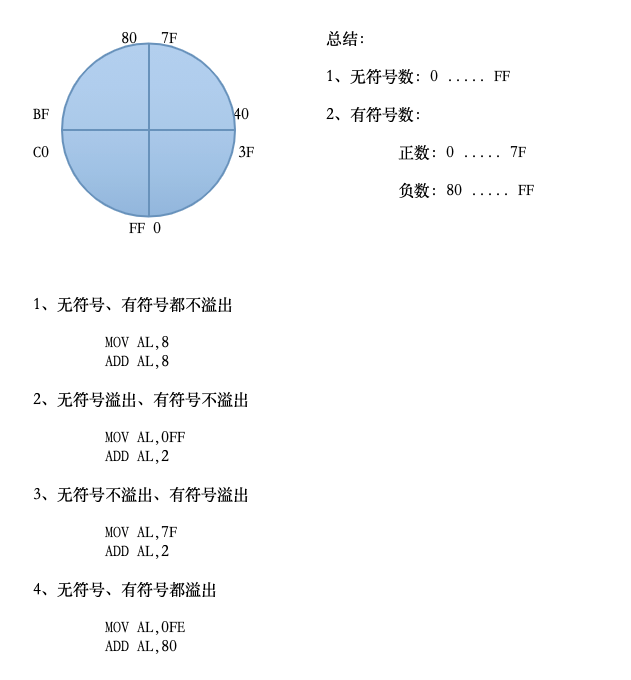 80 7F
BF 40
C0 3F
FF 0
总结:
1、无符号数: 0 ..... FF
2、有符号数:
正数: 0 ..... 7F
负数: 80 ..... FF
1、无符号、有符号都不溢出
MOV AL,8
ADD AL,8
2、无符号溢出、有符号不溢出
MOV AL,0FF
ADD AL,2
3、无符号不溢出、有符号溢出
MOV AL,7F
ADD AL,2
4、无符号、有符号都溢出
MOV AL,0FE
ADD AL,80